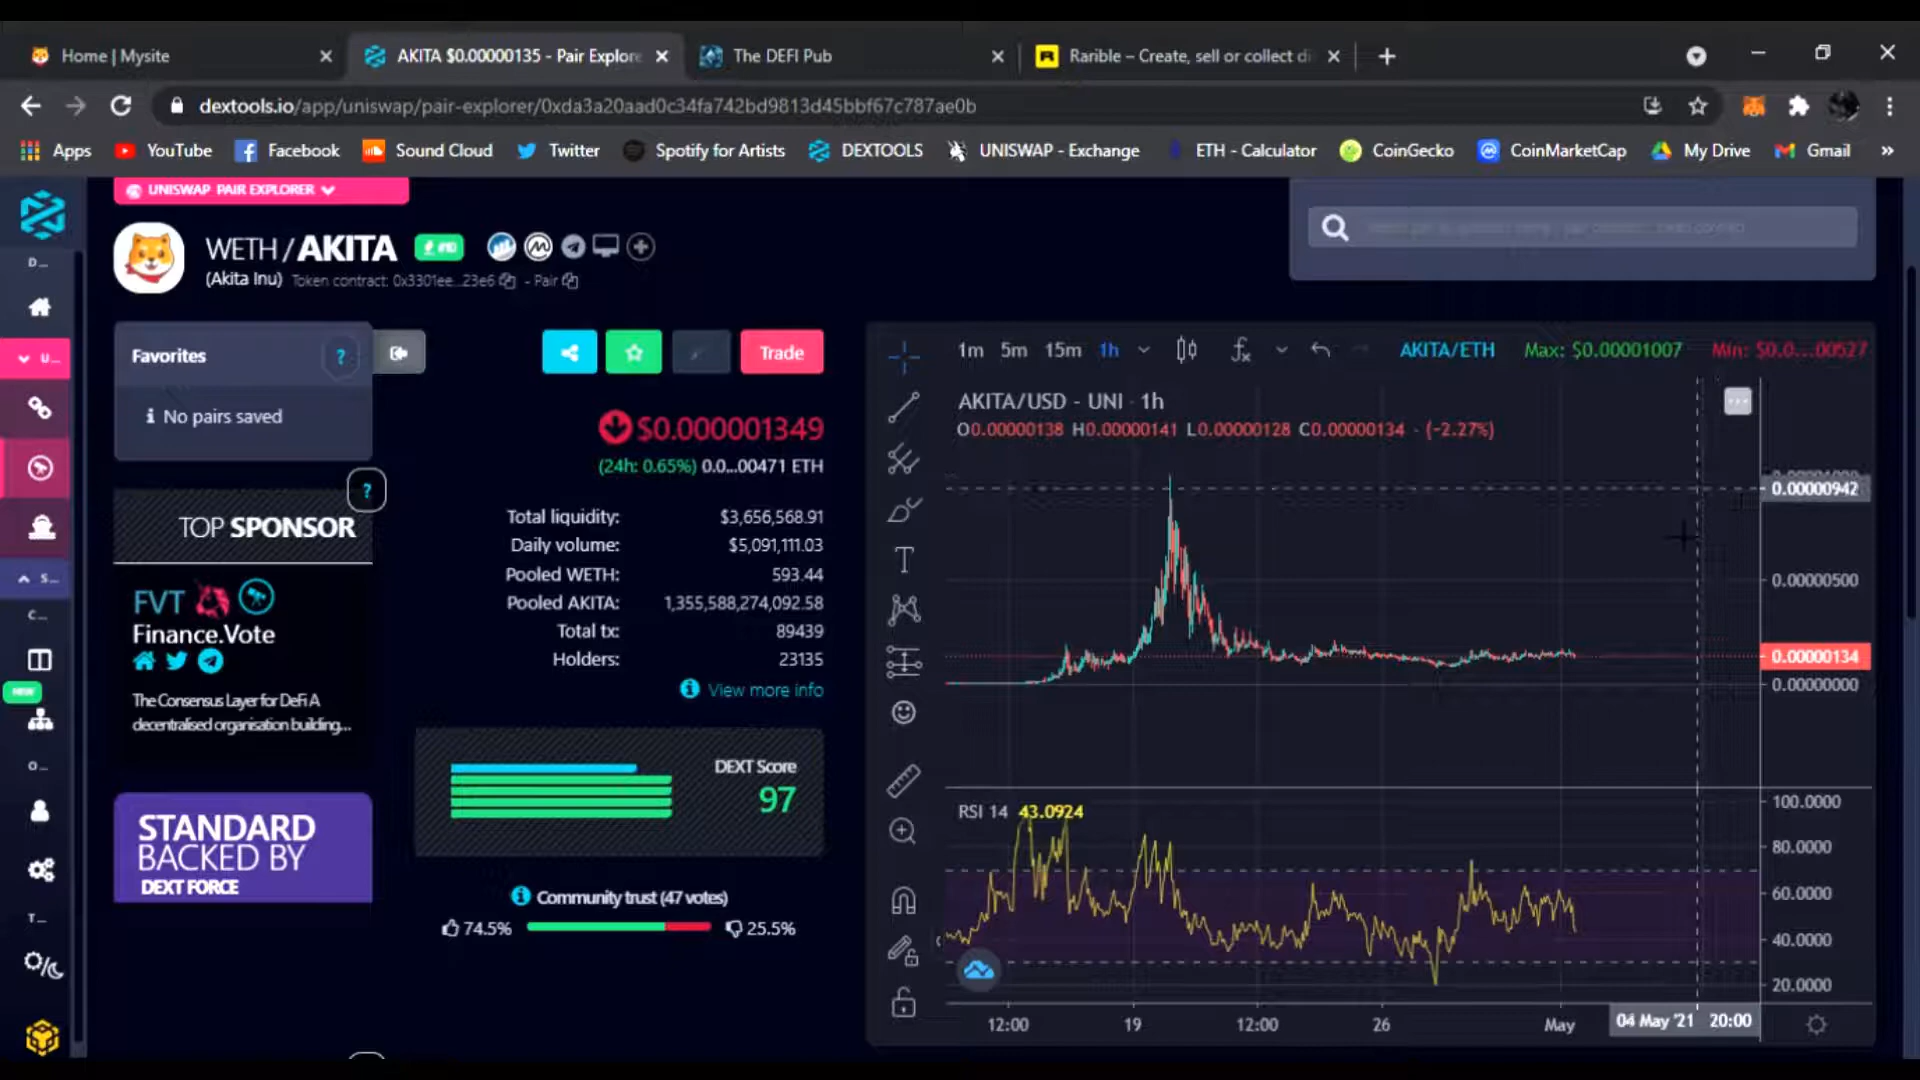 Home | Mysite
AKITA $0.00000135 - Pair Explore
The DEFI Pub
Rarible – Create, sell or collect di
dextools.io/app/uniswap/pair-explorer/0xda3a20aad0c34fa742bd9813d45bbf67c787ae0b
Apps YouTube Facebook Sound Cloud Twitter Spotify for Artists DEXTOOLS UNISWAP - Exchange ETH - Calculator CoinGecko CoinMarketCap My Drive Gmail »
UNISWAP PAIR EXPLORER
WETH/AKITA #10
(Akita Inu) Token contract: 0x3301ee...23e6 - Pair
D...
U...
S...
C...
NEW
O...
T...
Favorites ?
No pairs saved
?
TOP SPONSOR
FVT
Finance.Vote
The Consensus Layer for DeFi A
decentralised organisation building...
STANDARD
BACKED BY
DEXT FORCE
Trade
$0.000001349
(24h: 0.65%) 0.0...00471 ETH
Total liquidity: $3,656,568.91
Daily volume: $5,091,111.03
Pooled WETH: 593.44
Pooled AKITA: 1,355,588,274,092.58
Total tx: 89439
Holders: 23135
View more info
DEXT Score
97
Community trust (47 votes)
74.5% 25.5%
1m 5m 15m 1h AKITA/ETH Max: $0.00001007 Min: $0.0...00527
AKITA/USD - UNI · 1h
O0.00000138 H0.00000141 L0.00000128 C0.00000134 - (-2.27%)
0.00000942
0.00000500
0.00000134
0.00000000
RSI 14 43.0924
100.0000
80.0000
60.0000
40.0000
20.0000
12:00 19 12:00 26 May 04 May '21 20:00